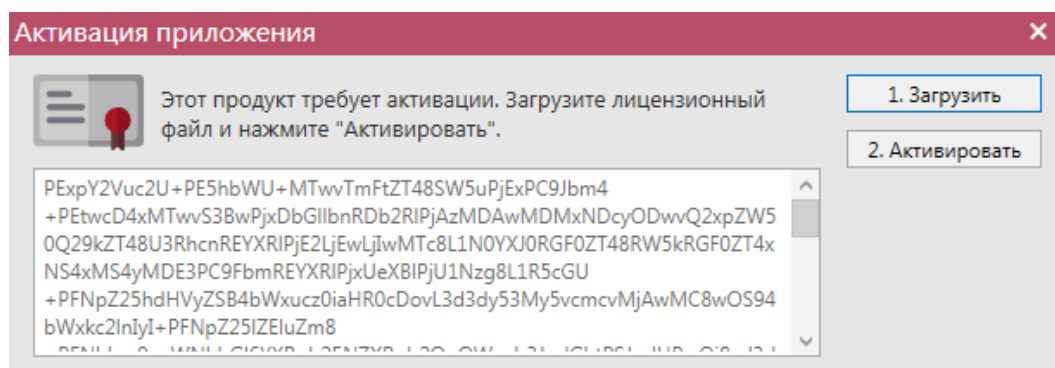 Активация приложения
Этот продукт требует активации. Загрузите лицензионный
файл и нажмите "Активировать".
1. Загрузить
2. Активировать
PExpY2Vuc2U+PE5hbWU+MTwvTmFtZT48SW5uPjExPC9Jbm4
+PEtwcD4xMTwvS3BwPjxDbGllbnRDb2RlPjAzMDAwMDMxNDcyODwvQ2xpZW5
0Q29kZT48U3RhcnREYXRlPjE2LjEwLjIwMTc8L1N0YXJ0RGF0ZT48RW5kRGF0ZT4x
NS4xMS4yMDE3PC9FbmREYXRlPjxUeXBlPjU1Nzg8L1R5cGU
+PFNpZ25hdHVyZSB4bWxucz0iaHR0cDovL3d3dy53My5vcmcvMjAwMC8wOS94
bWxkc2lnIyI+PFNpZ25lZEluZm8